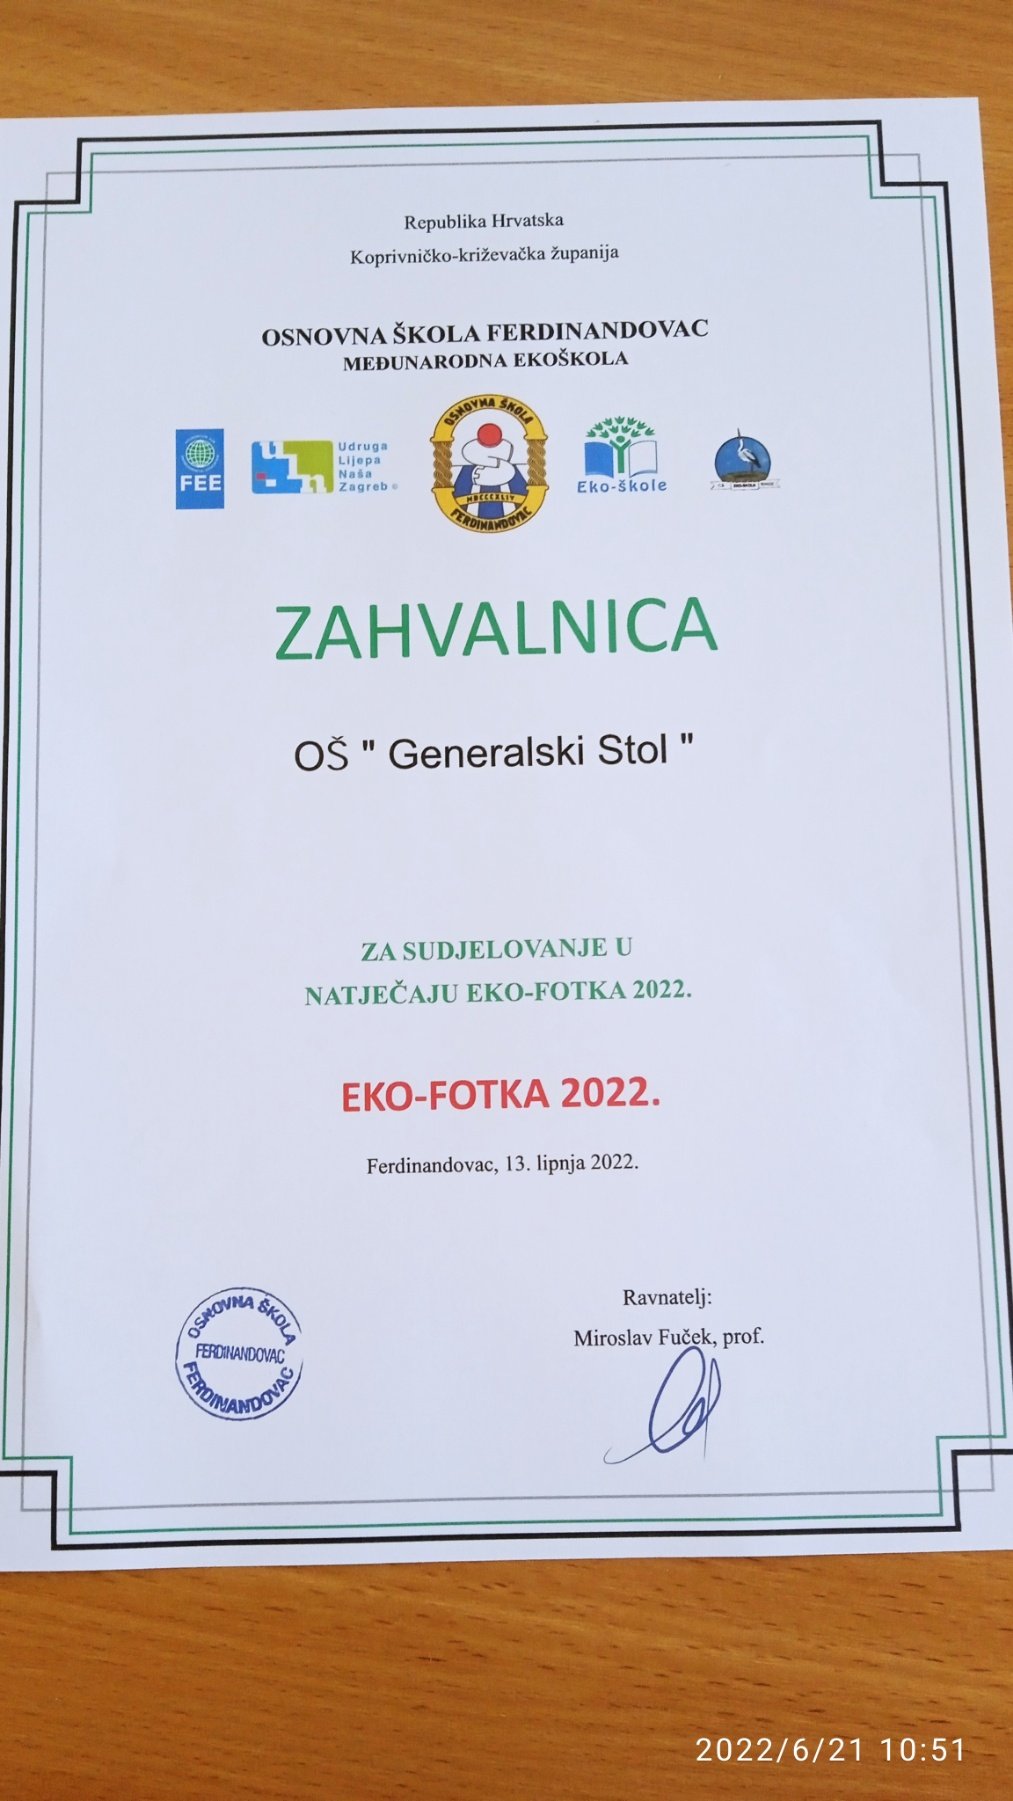 Republika Hrvatska
Koprivničko-križevačka županija
OSNOVNA ŠKOLA FERDINANDOVAC
MEĐUNARODNA EKOŠKOLA
FEE
Udruga
Lijepa
Naša
Zagreb ©
OSNOVNA ŠKOLA
MDCCCXLIV
FERDINANDOVAC
Eko-škole
ZAHVALNICA
OŠ " Generalski Stol "
ZA SUDJELOVANJE U
NATJEČAJU EKO-FOTKA 2022.
EKO-FOTKA 2022.
Ferdinandovac, 13. lipnja 2022.
Ravnatelj:
Miroslav Fuček, prof.
OSNOVNA ŠKOLA
FERDINANDOVAC
FERDINANDOVAC
2022/6/21 10:51